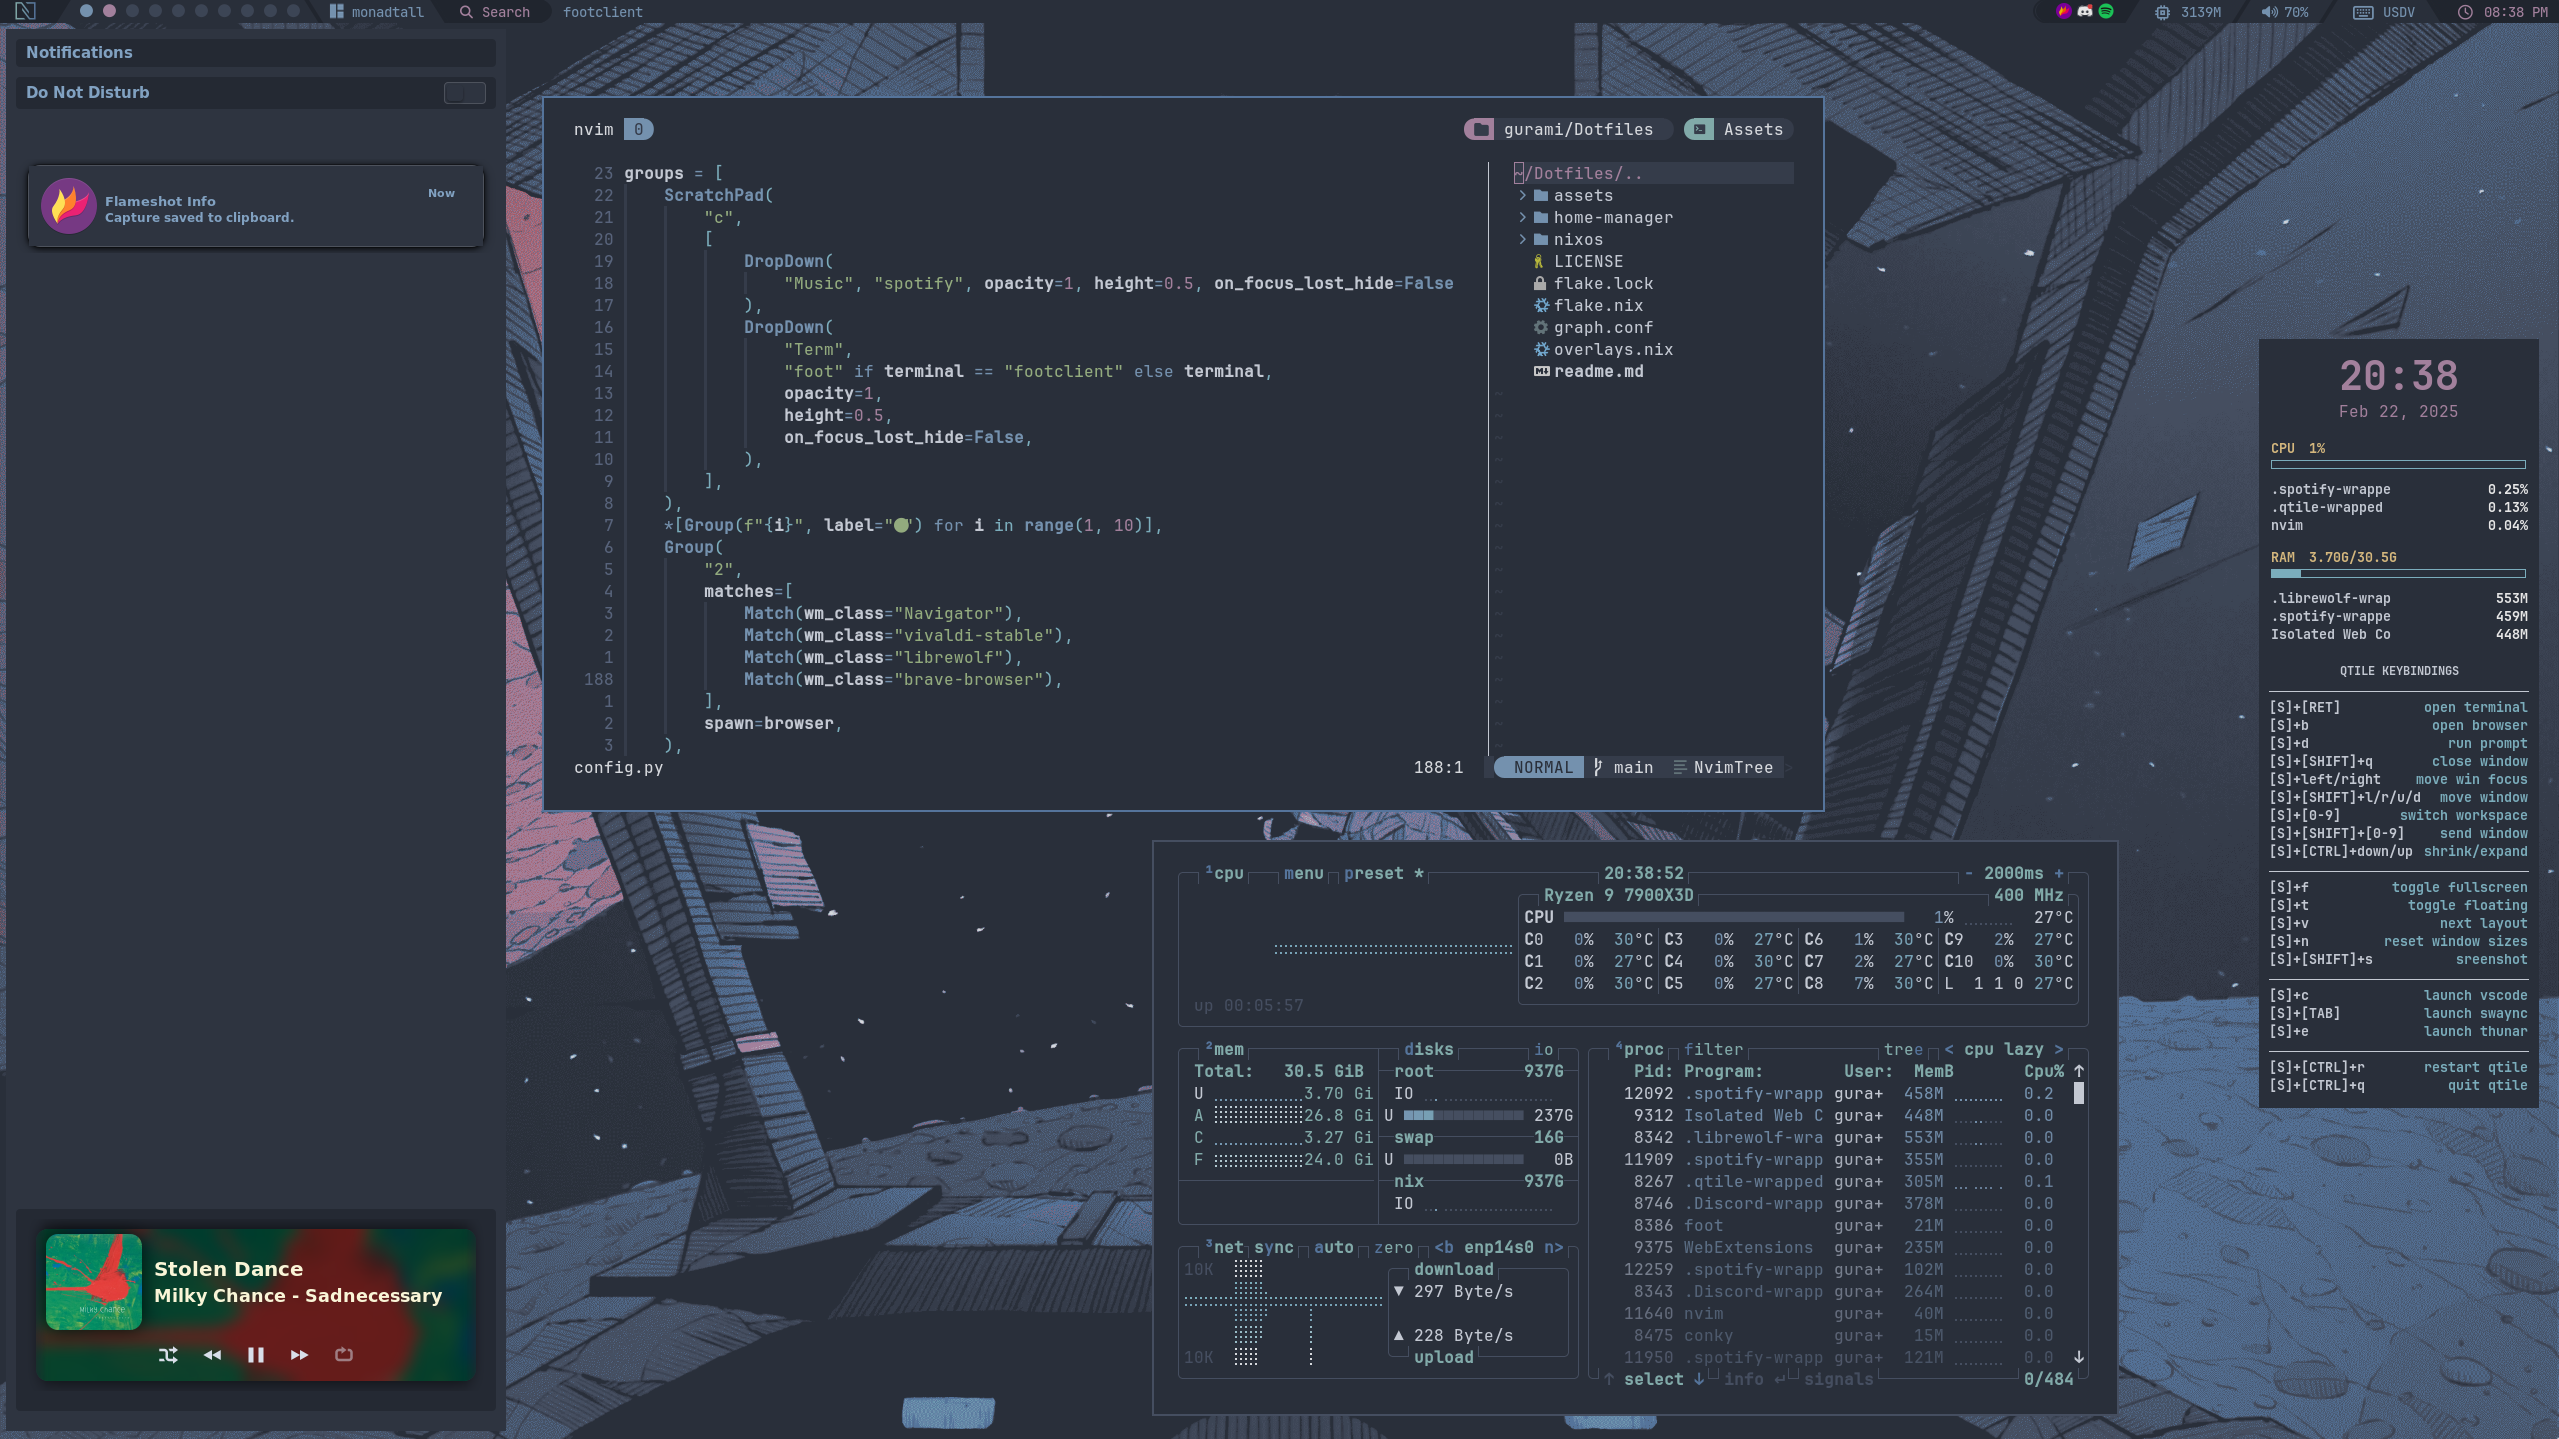 monadtall
Search
footclient
3139M
70%
USDV
08:38 PM
Notifications
Do Not Disturb
Flameshot Info
Capture saved to clipboard.
Now
Stolen Dance
Milky Chance - Sadnecessary
nvim 0
gurami/Dotfiles
Assets
23 groups = [
22 ScratchPad(
21 "c",
20 [
19 DropDown(
18 "Music", "spotify", opacity=1, height=0.5, on_focus_lost_hide=False
17 ),
16 DropDown(
15 "Term",
14 "foot" if terminal == "footclient" else terminal,
13 opacity=1,
12 height=0.5,
11 on_focus_lost_hide=False,
10 ),
9 ],
8 ),
7 *[Group(f"{i}", label="●") for i in range(1, 10)],
6 Group(
5 "2",
4 matches=[
3 Match(wm_class="Navigator"),
2 Match(wm_class="vivaldi-stable"),
1 Match(wm_class="librewolf"),
188 Match(wm_class="brave-browser"),
1 ],
2 spawn=browser,
3 ),
config.py 188:1
~/Dotfiles/..
assets
home-manager
nixos
LICENSE
flake.lock
flake.nix
graph.conf
overlays.nix
readme.md
NORMAL main NvimTree
¹cpu menu preset * 20:38:52 - 2000ms +
Ryzen 9 7900X3D 400 MHz
CPU 1% 27°C
C0 0% 30°C C3 0% 27°C C6 1% 30°C C9 2% 27°C
C1 0% 27°C C4 0% 30°C C7 2% 27°C C10 0% 30°C
C2 0% 30°C C5 0% 27°C C8 7% 30°C L 1 1 0 27°C
up 00:05:57
²mem
Total: 30.5 GiB
U 3.70 Gi
A 26.8 Gi
C 3.27 Gi
F 24.0 Gi
disks io
root 937G
IO
U 237G
swap 16G
U 0B
nix 937G
IO
³net sync auto zero <b enp14s0 n>
10K
download
▼ 297 Byte/s
▲ 228 Byte/s
10K
upload
⁴proc filter tree < cpu lazy >
Pid: Program: User: MemB Cpu% ↑
12092 .spotify-wrapp gura+ 458M 0.2
9312 Isolated Web C gura+ 448M 0.0
8342 .librewolf-wra gura+ 553M 0.0
11909 .spotify-wrapp gura+ 355M 0.0
8267 .qtile-wrapped gura+ 305M 0.1
8746 .Discord-wrapp gura+ 378M 0.0
8386 foot gura+ 21M 0.0
9375 WebExtensions gura+ 235M 0.0
12259 .spotify-wrapp gura+ 102M 0.0
8343 .Discord-wrapp gura+ 264M 0.0
11640 nvim gura+ 40M 0.0
8475 conky gura+ 15M 0.0
11950 .spotify-wrapp gura+ 121M 0.0 ↓
↑ select ↓ info ↵ signals 0/484
20:38
Feb 22, 2025
CPU 1%
.spotify-wrappe 0.25%
.qtile-wrapped 0.13%
nvim 0.04%
RAM 3.70G/30.5G
.librewolf-wrap 553M
.spotify-wrappe 459M
Isolated Web Co 448M
QTILE KEYBINDINGS
[S]+[RET] open terminal
[S]+b open browser
[S]+d run prompt
[S]+[SHIFT]+q close window
[S]+left/right move win focus
[S]+[SHIFT]+l/r/u/d move window
[S]+[0-9] switch workspace
[S]+[SHIFT]+[0-9] send window
[S]+[CTRL]+down/up shrink/expand
[S]+f toggle fullscreen
[S]+t toggle floating
[S]+v next layout
[S]+n reset window sizes
[S]+[SHIFT]+s sreenshot
[S]+c launch vscode
[S]+[TAB] launch swaync
[S]+e launch thunar
[S]+[CTRL]+r restart qtile
[S]+[CTRL]+q quit qtile